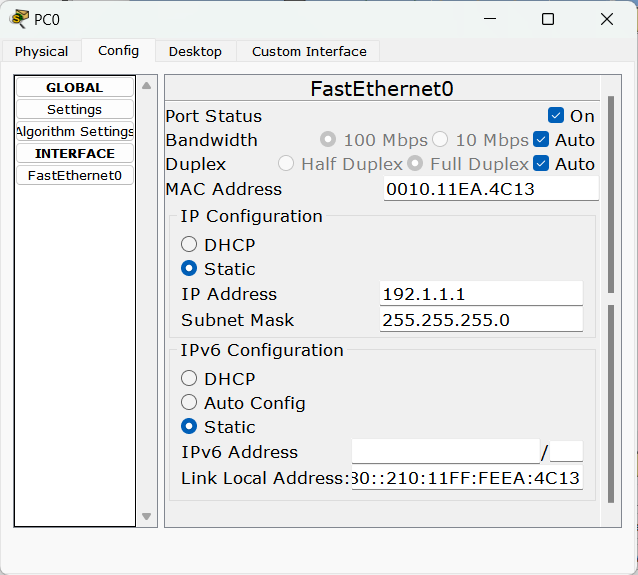 PC0
Physical Config Desktop Custom Interface
GLOBAL
Settings
Algorithm Settings
INTERFACE
FastEthernet0
FastEthernet0
Port Status On
Bandwidth 100 Mbps 10 Mbps Auto
Duplex Half Duplex Full Duplex Auto
MAC Address 0010.11EA.4C13
IP Configuration
DHCP
Static
IP Address 192.1.1.1
Subnet Mask 255.255.255.0
IPv6 Configuration
DHCP
Auto Config
Static
IPv6 Address /
Link Local Address: 80::210:11FF:FEEA:4C13